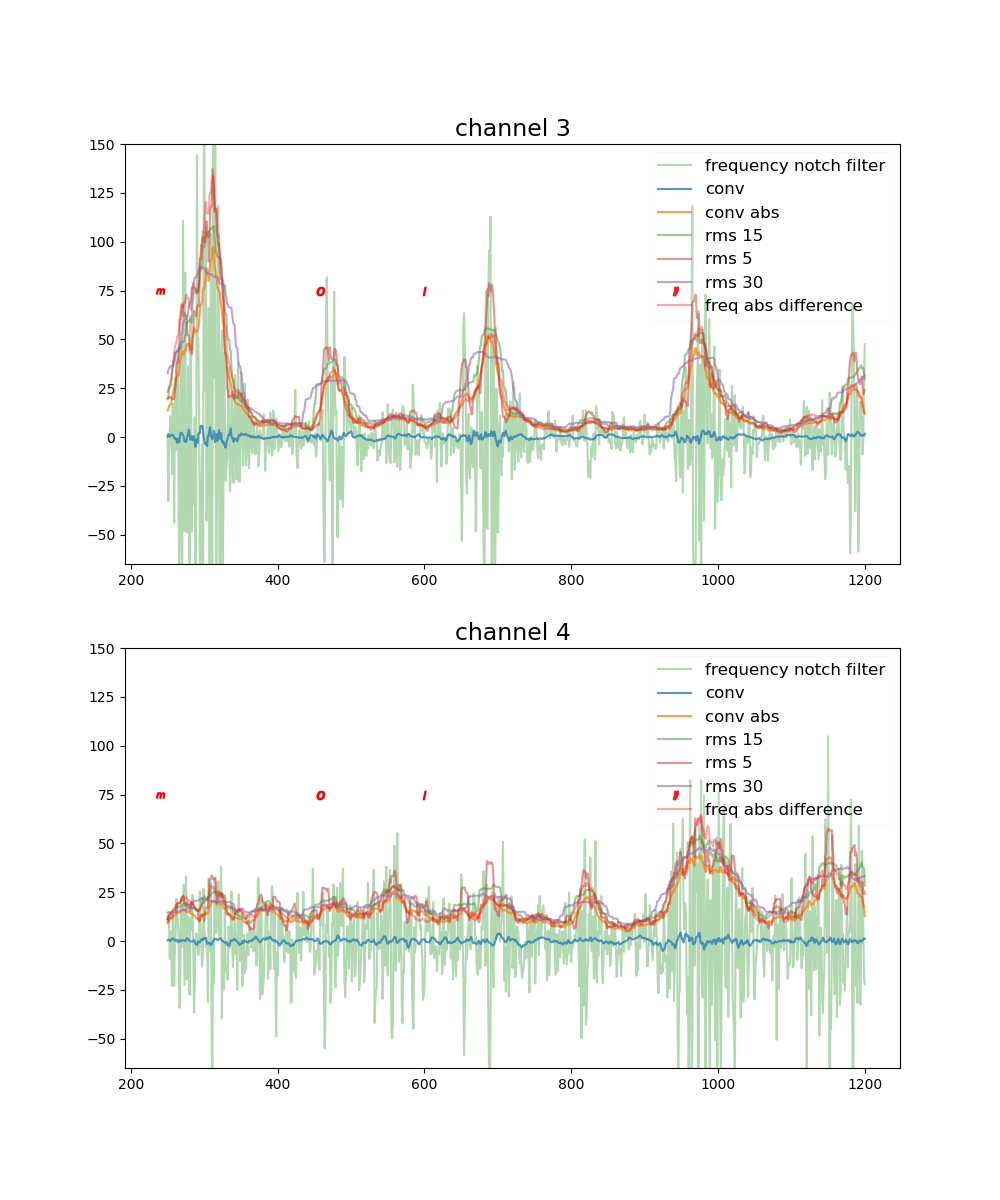 channel 3
150
125
100
75
50
25
0
−25
−50
frequency notch filter
conv
conv abs
rms 15
rms 5
rms 30
freq abs difference
m o l ,
200 400 600 800 1000 1200
channel 4
150
125
100
75
50
25
0
−25
−50
frequency notch filter
conv
conv abs
rms 15
rms 5
rms 30
freq abs difference
m o l ,
200 400 600 800 1000 1200